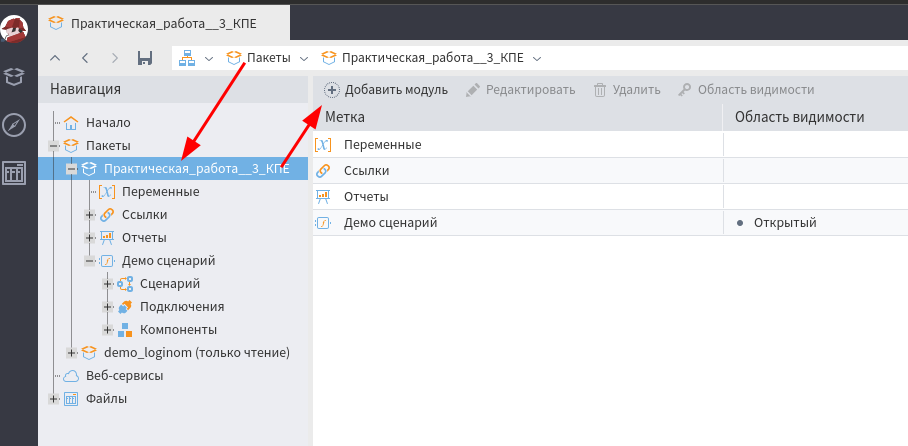 Практическая_работа__3_КПЕ
Пакеты Практическая_работа__3_КПЕ
Навигация
Добавить модуль Редактировать Удалить Область видимости
Метка Область видимости
Начало
Пакеты
Практическая_работа__3_КПЕ
Переменные
Ссылки
Отчеты
Демо сценарий
Сценарий
Подключения
Компоненты
demo_loginom (только чтение)
Веб-сервисы
Файлы
Переменные
Ссылки
Отчеты
Демо сценарий Открытый